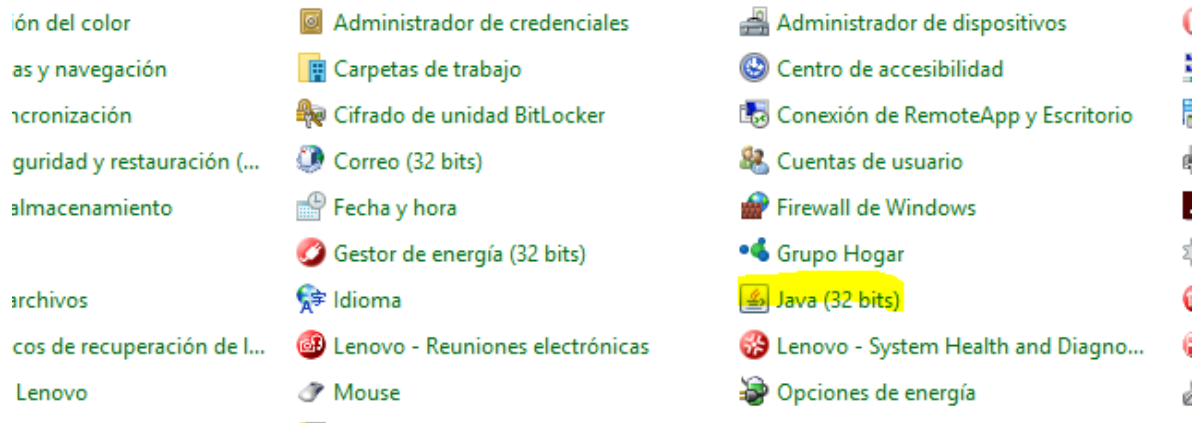 ión del color
as y navegación
ncronización
guridad y restauración (...
almacenamiento
archivos
cos de recuperación de l...
Lenovo
Administrador de credenciales
Carpetas de trabajo
Cifrado de unidad BitLocker
Correo (32 bits)
Fecha y hora
Gestor de energía (32 bits)
Idioma
Lenovo - Reuniones electrónicas
Mouse
Administrador de dispositivos
Centro de accesibilidad
Conexión de RemoteApp y Escritorio
Cuentas de usuario
Firewall de Windows
Grupo Hogar
Java (32 bits)
Lenovo - System Health and Diagno...
Opciones de energía